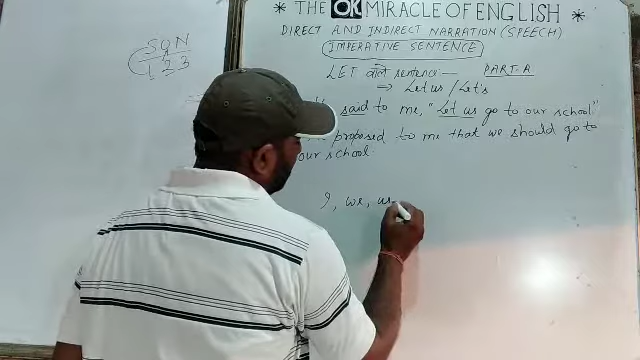 SON
1 2 3
* THE OK MIRACLE OF ENGLISH *
DIRECT AND INDIRECT NARRATION (SPEECH)
IMPERATIVE SENTENCE
LET वाले sentence:— PART-A
→ Let us / Let's
said to me, "Let us go to our school."
proposed to me that we should go to
our school.
I, we, us